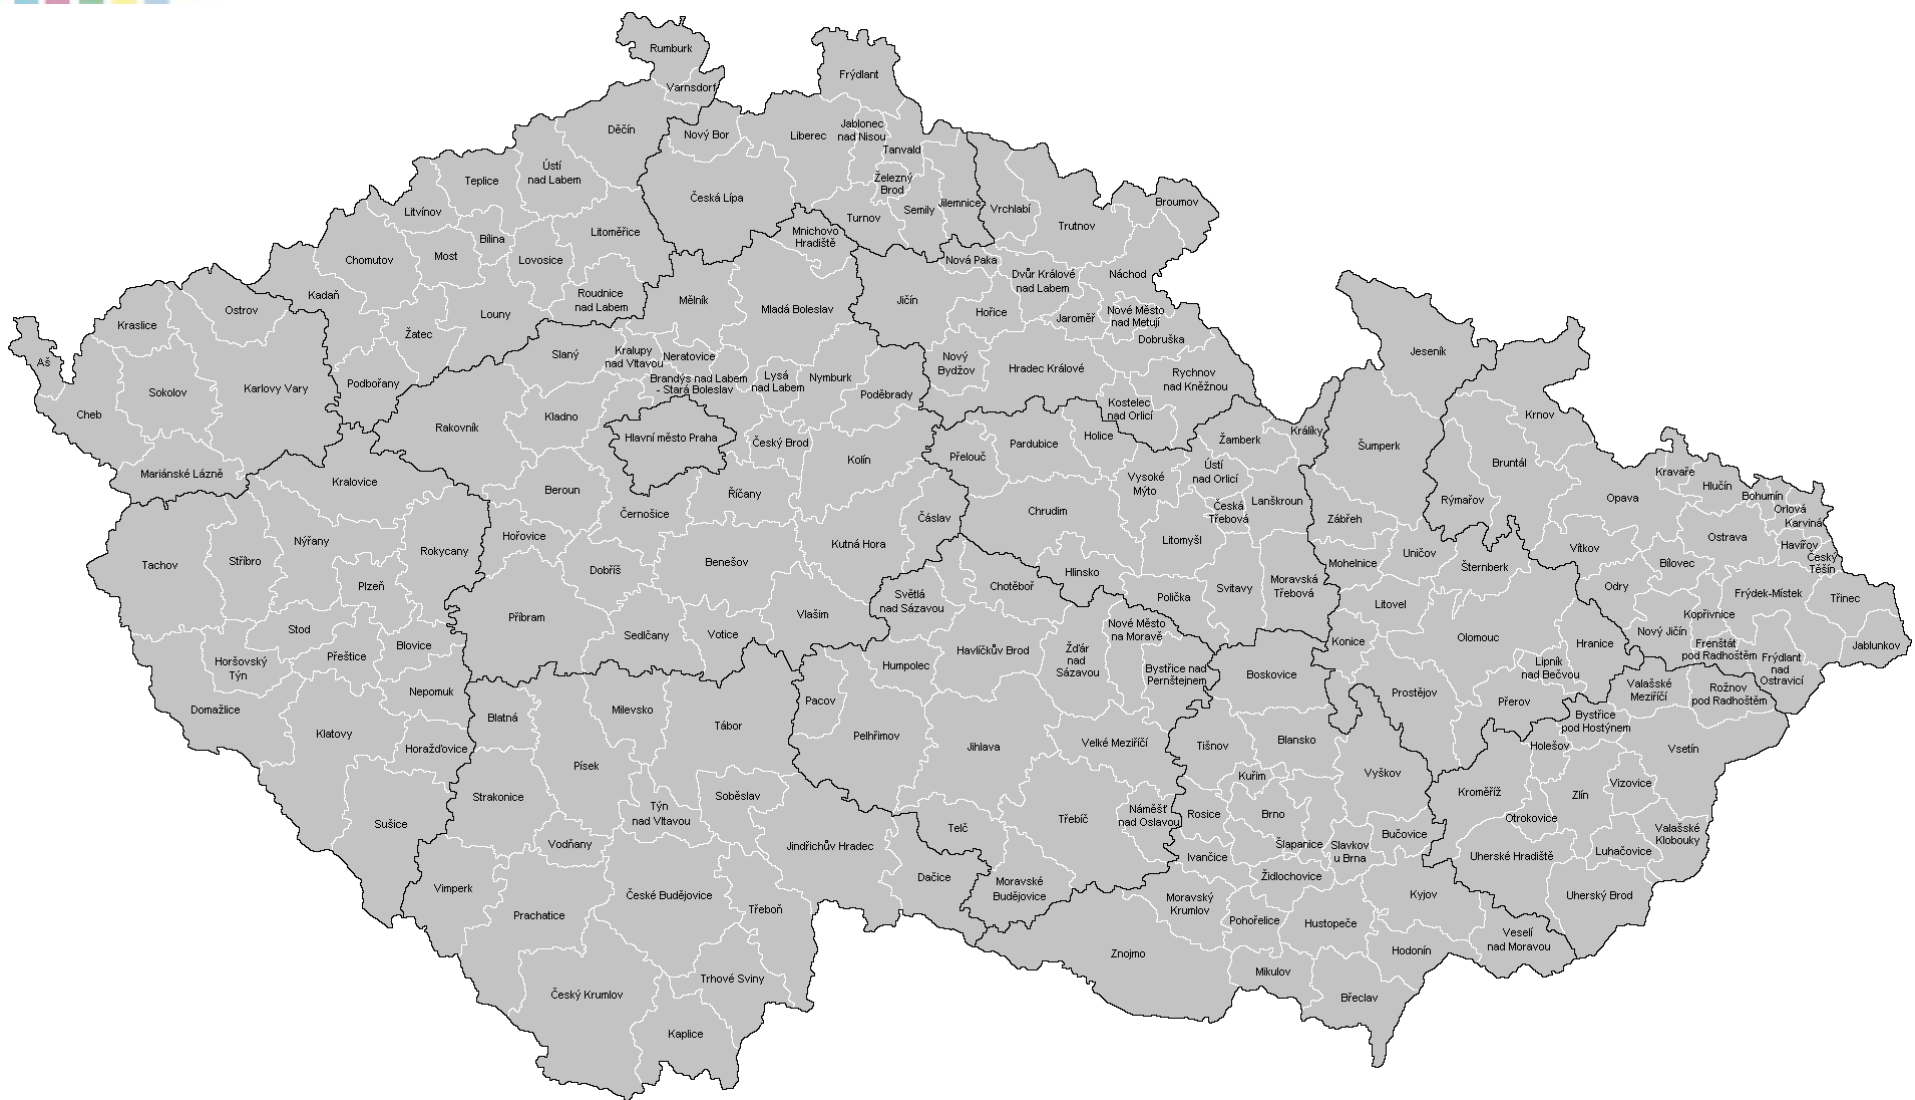 Rumburk
Varnsdorf
Frýdlant
Děčín
Nový Bor
Liberec
Jablonec
nad Nisou
Tanvald
Ústí
nad Labem
Teplice
Železný
Brod
Česká Lípa
Litvínov
Semily
Jilemnice
Vrchlabí
Broumov
Turnov
Trutnov
Mnichovo
Hradiště
Bílina
Litoměřice
Most
Lovosice
Chomutov
Nová Paka
Dvůr Králové
nad Labem
Náchod
Kadaň
Roudnice
nad Labem
Mělník
Mladá Boleslav
Jičín
Hořice
Jaroměř
Nové Město
nad Metují
Ostrov
Louny
Kraslice
Žatec
Dobruška
Slaný
Kralupy
nad Vltavou
Neratovice
Aš
Nový
Bydžov
Hradec Králové
Rychnov
nad Kněžnou
Jeseník
Brandýs nad Labem
- Stará Boleslav
Lysá
nad Labem
Nymburk
Podbořany
Sokolov
Karlovy Vary
Poděbrady
Kostelec
nad Orlicí
Cheb
Kladno
Krnov
Rakovník
Hlavní město Praha
Český Brod
Pardubice
Holice
Žamberk
Králíky
Šumperk
Přelouč
Kolín
Mariánské Lázně
Kralovice
Beroun
Říčany
Vysoké
Mýto
Ústí
nad Orlicí
Bruntál
Kravaře
Hlučín
Bohumín
Rýmařov
Opava
Lanškroun
Česká
Třebová
Orlová
Karviná
Černošice
Čáslav
Chrudim
Zábřeh
Hořovice
Kutná Hora
Litomyšl
Ostrava
Havířov
Nýřany
Rokycany
Vítkov
Uničov
Český
Těšín
Tachov
Stříbro
Benešov
Mohelnice
Šternberk
Bílovec
Dobříš
Hlinsko
Plzeň
Chotěboř
Svitavy
Moravská
Třebová
Odry
Světlá
nad Sázavou
Polička
Litovel
Frýdek-Místek
Třinec
Příbram
Vlašim
Kopřivnice
Stod
Sedlčany
Votice
Nové Město
na Moravě
Konice
Olomouc
Hranice
Nový Jičín
Blovice
Přeštice
Frenštát
pod Radhoštěm
Jablunkov
Horšovský
Týn
Humpolec
Havlíčkův Brod
Žďár
nad
Sázavou
Bystřice nad
Pernštejnem
Boskovice
Lipník
nad Bečvou
Frýdlant
nad
Ostravicí
Nepomuk
Pacov
Prostějov
Přerov
Valašské
Meziříčí
Rožnov
pod Radhoštěm
Domažlice
Blatná
Milevsko
Tábor
Bystřice
pod Hostýnem
Klatovy
Horažďovice
Pelhřimov
Jihlava
Velké Meziříčí
Tišnov
Blansko
Holešov
Vsetín
Písek
Kuřim
Vyškov
Vizovice
Strakonice
Soběslav
Kroměříž
Zlín
Týn
nad Vltavou
Náměšť
nad Oslavou
Rosice
Brno
Otrokovice
Sušice
Telč
Třebíč
Bučovice
Valašské
Klobouky
Vodňany
Jindřichův Hradec
Šlapanice
Slavkov
u Brna
Ivančice
Uherské Hradiště
Luhačovice
Dačice
Židlochovice
Vimperk
Moravské
Budějovice
České Budějovice
Moravský
Krumlov
Kyjov
Uherský Brod
Prachatice
Třeboň
Pohořelice
Hustopeče
Veselí
nad Moravou
Znojmo
Hodonín
Trhové Sviny
Mikulov
Český Krumlov
Břeclav
Kaplice